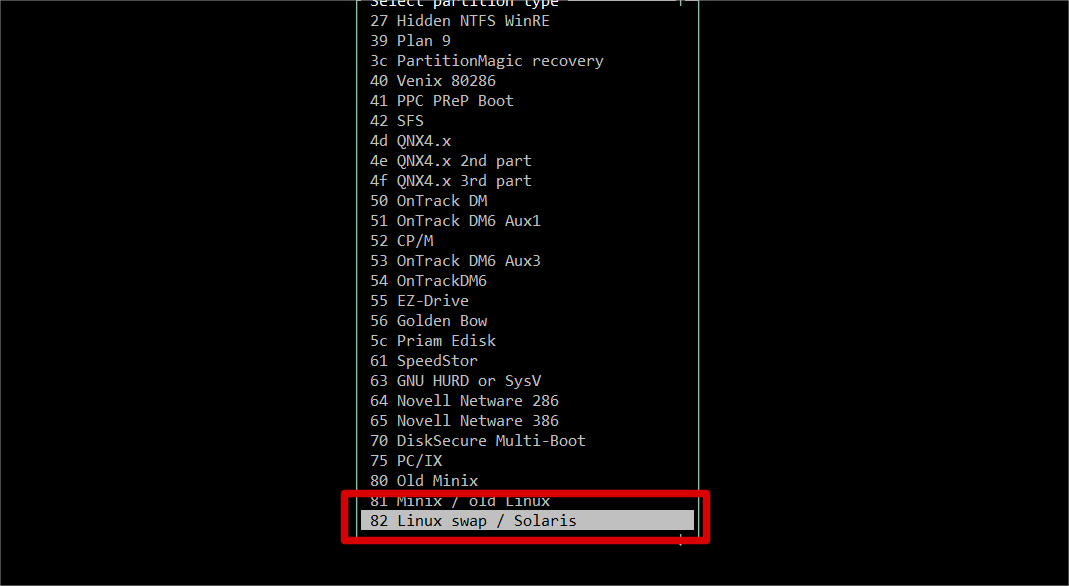 Select partition type
27 Hidden NTFS WinRE
39 Plan 9
3c PartitionMagic recovery
40 Venix 80286
41 PPC PReP Boot
42 SFS
4d QNX4.x
4e QNX4.x 2nd part
4f QNX4.x 3rd part
50 OnTrack DM
51 OnTrack DM6 Aux1
52 CP/M
53 OnTrack DM6 Aux3
54 OnTrackDM6
55 EZ-Drive
56 Golden Bow
5c Priam Edisk
61 SpeedStor
63 GNU HURD or SysV
64 Novell Netware 286
65 Novell Netware 386
70 DiskSecure Multi-Boot
75 PC/IX
80 Old Minix
81 Minix / old Linux
82 Linux swap / Solaris